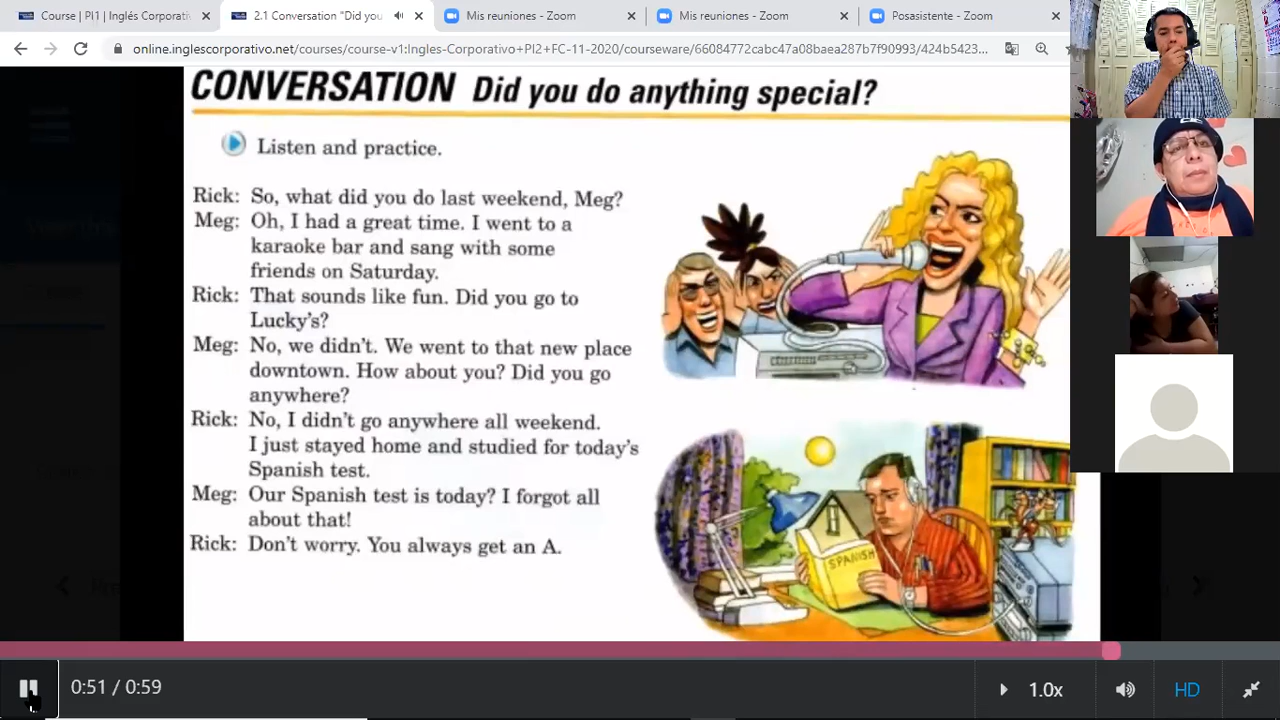 Course | PI1 | Inglés Corporati
2.1 Conversation "Did you
Mis reuniones - Zoom
Mis reuniones - Zoom
Posasistente - Zoom
online.inglescorporativo.net/courses/course-v1:Ingles-Corporativo+PI2+FC-11-2020/courseware/66084772cabc47a08baea287b7f90993/424b5423...
CONVERSATION Did you do anything special?
Listen and practice.
Rick: So, what did you do last weekend, Meg?
Meg: Oh, I had a great time. I went to a
karaoke bar and sang with some
friends on Saturday.
Rick: That sounds like fun. Did you go to
Lucky's?
Meg: No, we didn't. We went to that new place
downtown. How about you? Did you go
anywhere?
Rick: No, I didn't go anywhere all weekend.
I just stayed home and studied for today's
Spanish test.
Meg: Our Spanish test is today? I forgot all
about that!
Rick: Don't worry. You always get an A.
SPANISH
0:51 / 0:59
1.0x
HD